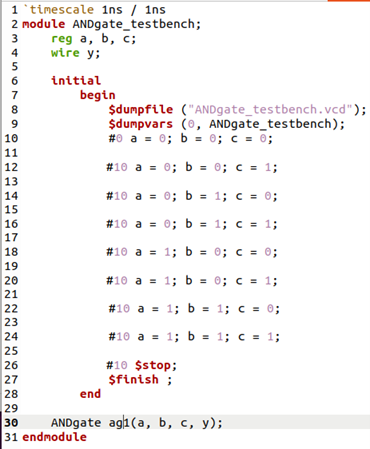 1 `timescale 1ns / 1ns
2 module ANDgate_testbench;
3 reg a, b, c;
4 wire y;
5
6 initial
7 begin
8 $dumpfile ("ANDgate_testbench.vcd");
9 $dumpvars (0, ANDgate_testbench);
10 #0 a = 0; b = 0; c = 0;
11
12 #10 a = 0; b = 0; c = 1;
13
14 #10 a = 0; b = 1; c = 0;
15
16 #10 a = 0; b = 1; c = 1;
17
18 #10 a = 1; b = 0; c = 0;
19
20 #10 a = 1; b = 0; c = 1;
21
22 #10 a = 1; b = 1; c = 0;
23
24 #10 a = 1; b = 1; c = 1;
25
26 #10 $stop;
27 $finish ;
28 end
29
30 ANDgate ag1(a, b, c, y);
31 endmodule